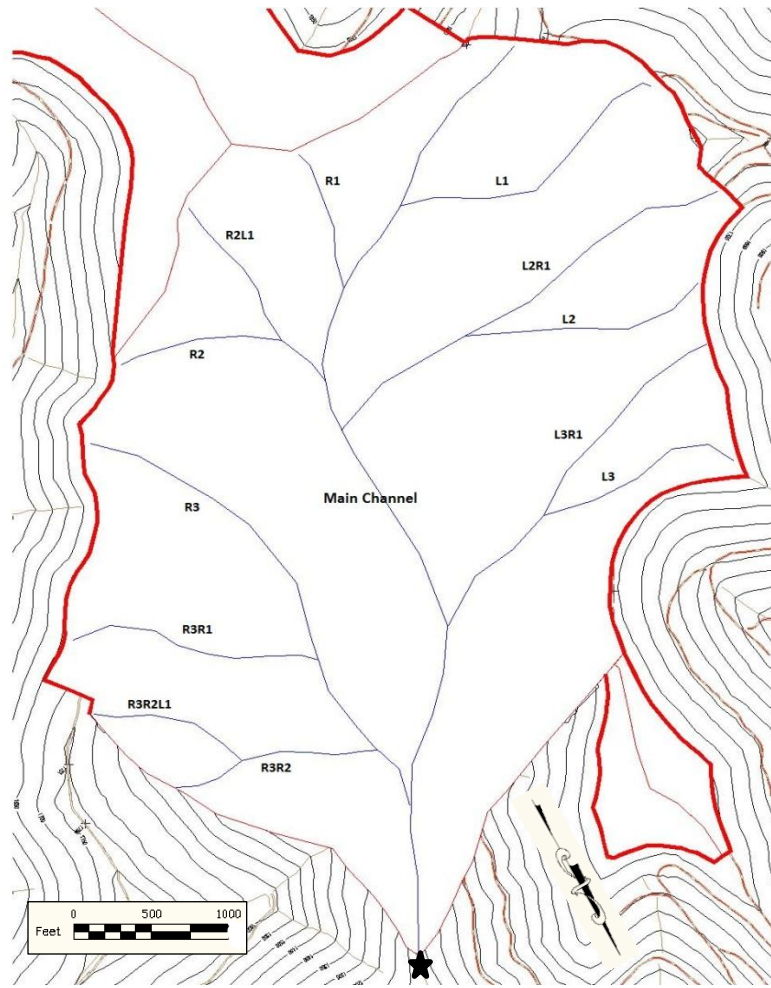 R1
L1
R2L1
L2R1
L2
R2
L3R1
Main Channel
L3
R3
R3R1
R3R2L1
R3R2
0 500 1000
Feet